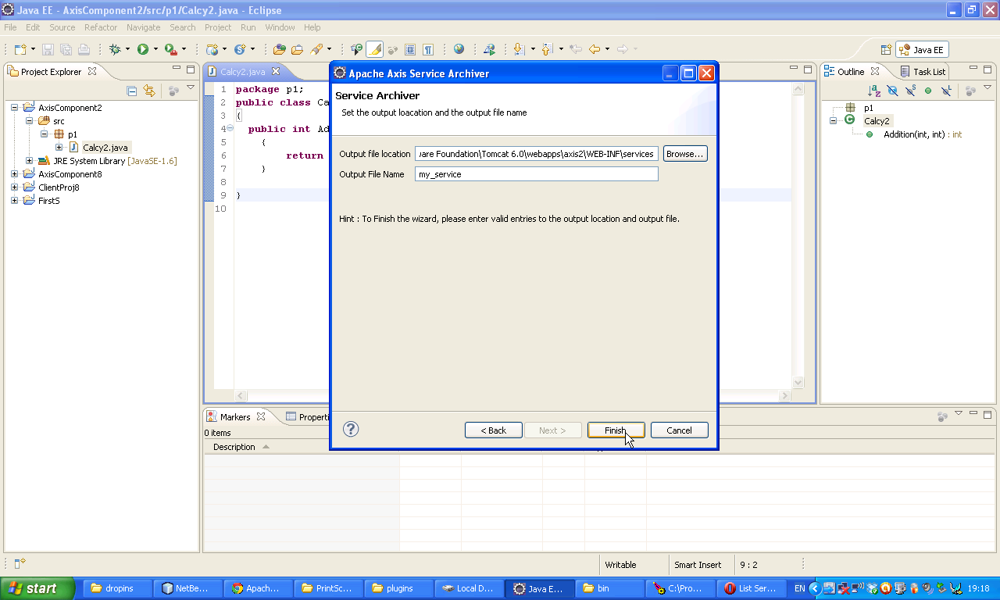 Java EE - AxisComponent2/src/p1/Calcy2.java - Eclipse
File Edit Source Refactor Navigate Search Project Run Window Help
Java EE
Project Explorer
AxisComponent2
src
p1
Calcy2.java
JRE System Library [JavaSE-1.6]
AxisComponent8
ClientProj8
FirstS
Calcy2.java
1 package p1;
2 public class Ca
3 {
4 public int Ad
5 {
6 return
7 }
8
9 }
10
Apache Axis Service Archiver
Service Archiver
Set the output loacation and the output file name
Output file location
are Foundation\Tomcat 6.0\webapps\axis2\WEB-INF\services
Browse...
Output File Name
my_service
Hint : To Finish the wizard, please enter valid entries to the output location and output file.
< Back Next > Finish Cancel
Outline Task List
p1
Calcy2
Addition(int, int) : int
Markers Properti
0 items
Description
Writable Smart Insert 9 : 2
start dropins NetBe... Apach... PrintSc... plugins Local D... Java E... bin C:\Pro... List Ser... EN 19:18